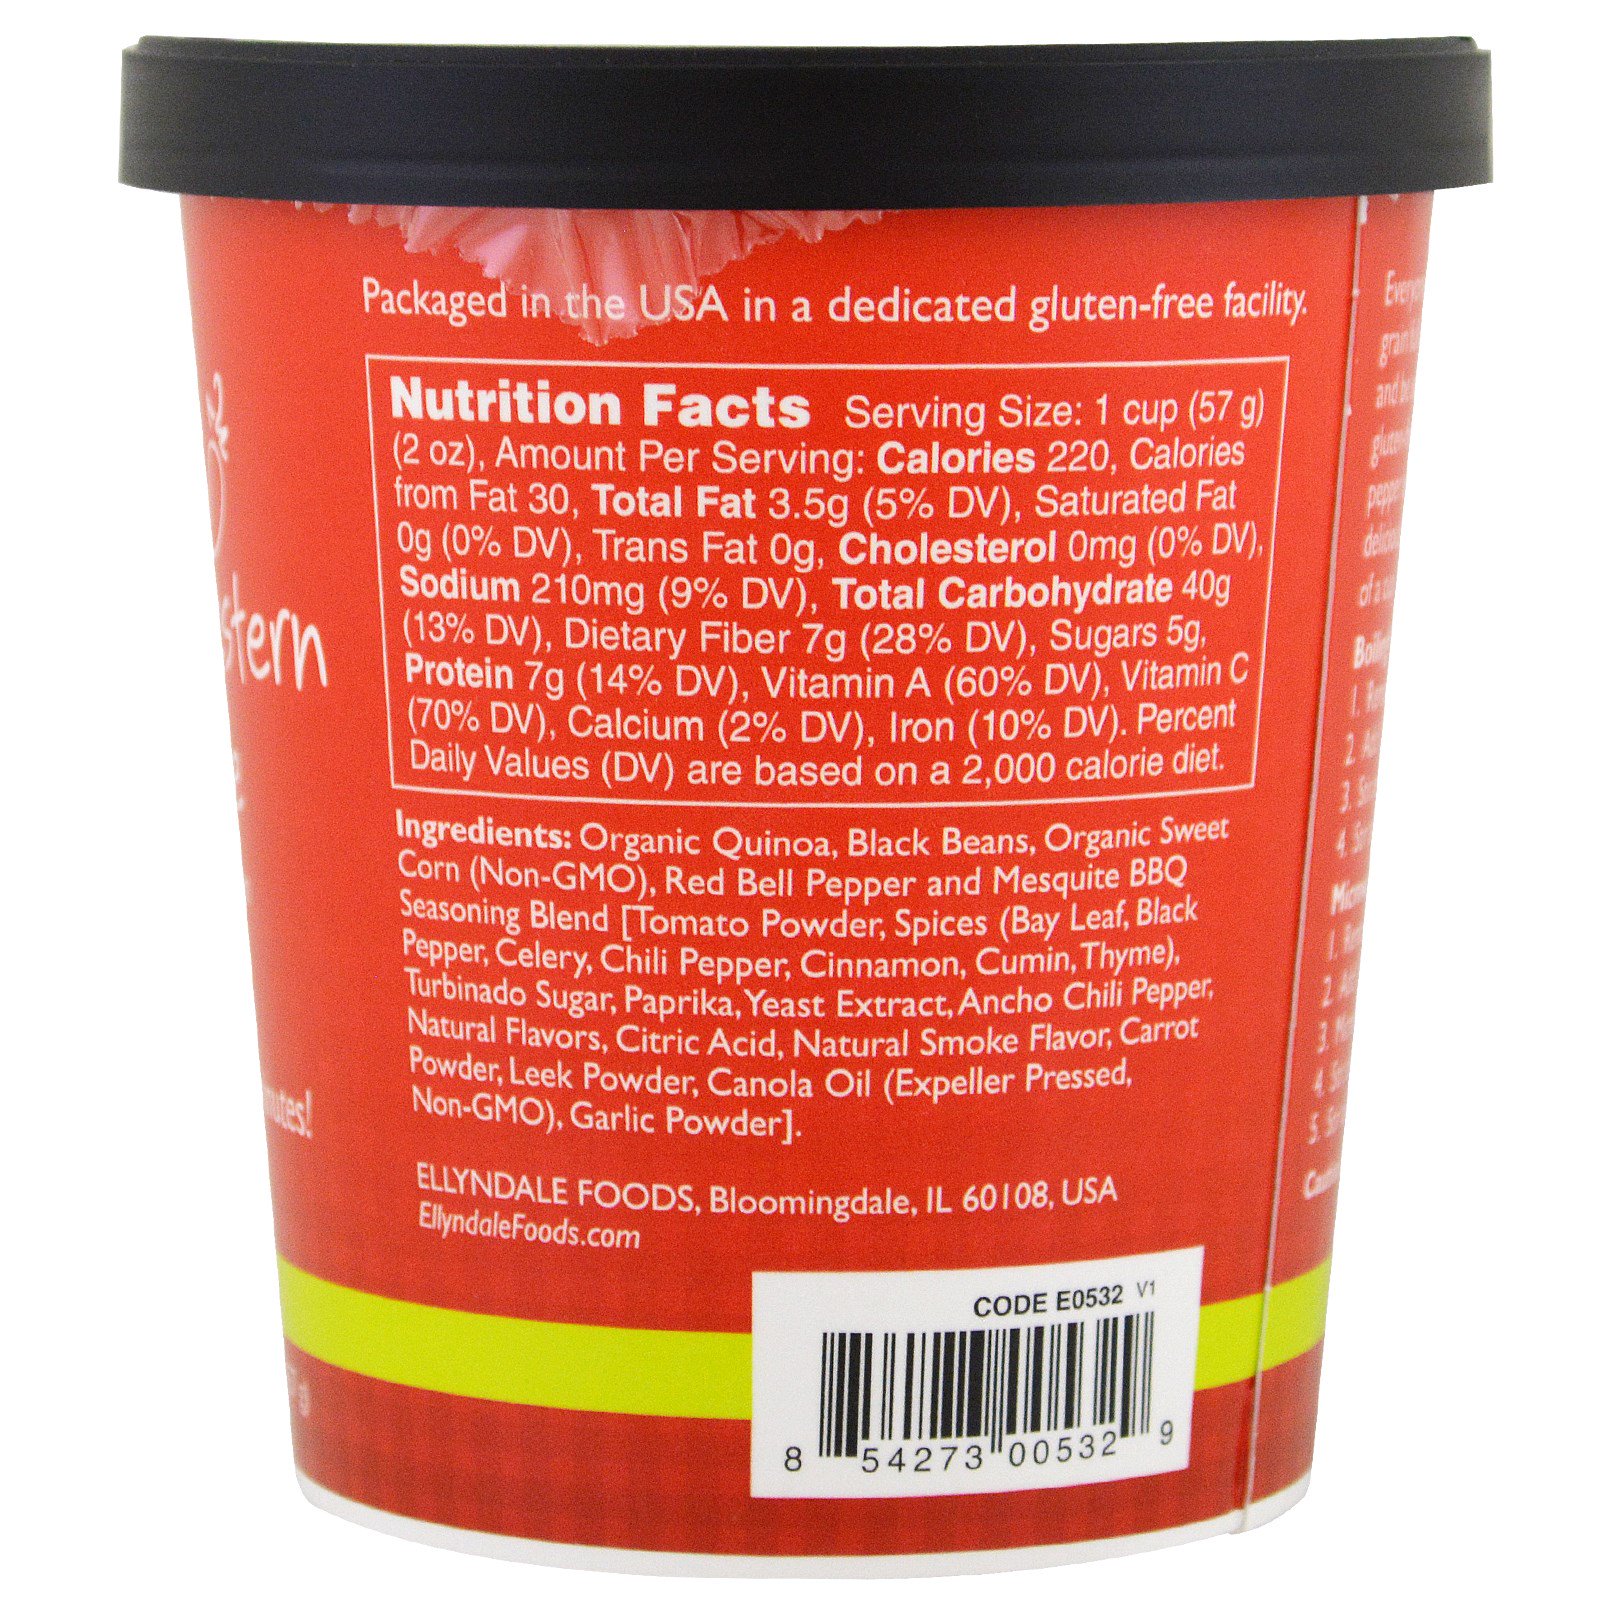 Packaged in the USA in a dedicated gluten-free facility.
Nutrition Facts Serving Size: 1 cup (57 g)
(2 oz), Amount Per Serving: Calories 220, Calories
from Fat 30, Total Fat 3.5g (5% DV), Saturated Fat
0g (0% DV), Trans Fat 0g, Cholesterol 0mg (0% DV),
Sodium 210mg (9% DV), Total Carbohydrate 40g
(13% DV), Dietary Fiber 7g (28% DV), Sugars 5g,
Protein 7g (14% DV), Vitamin A (60% DV), Vitamin C
(70% DV), Calcium (2% DV), Iron (10% DV). Percent
Daily Values (DV) are based on a 2,000 calorie diet.
Ingredients: Organic Quinoa, Black Beans, Organic Sweet
Corn (Non-GMO), Red Bell Pepper and Mesquite BBQ
Seasoning Blend [Tomato Powder, Spices (Bay Leaf, Black
Pepper, Celery, Chili Pepper, Cinnamon, Cumin, Thyme),
Turbinado Sugar, Paprika, Yeast Extract, Ancho Chili Pepper,
Natural Flavors, Citric Acid, Natural Smoke Flavor, Carrot
Powder, Leek Powder, Canola Oil (Expeller Pressed,
Non-GMO), Garlic Powder].
ELLYNDALE FOODS, Bloomingdale, IL 60108, USA
EllyndaleFoods.com
CODE E0532 V1
8 54273 00532 9